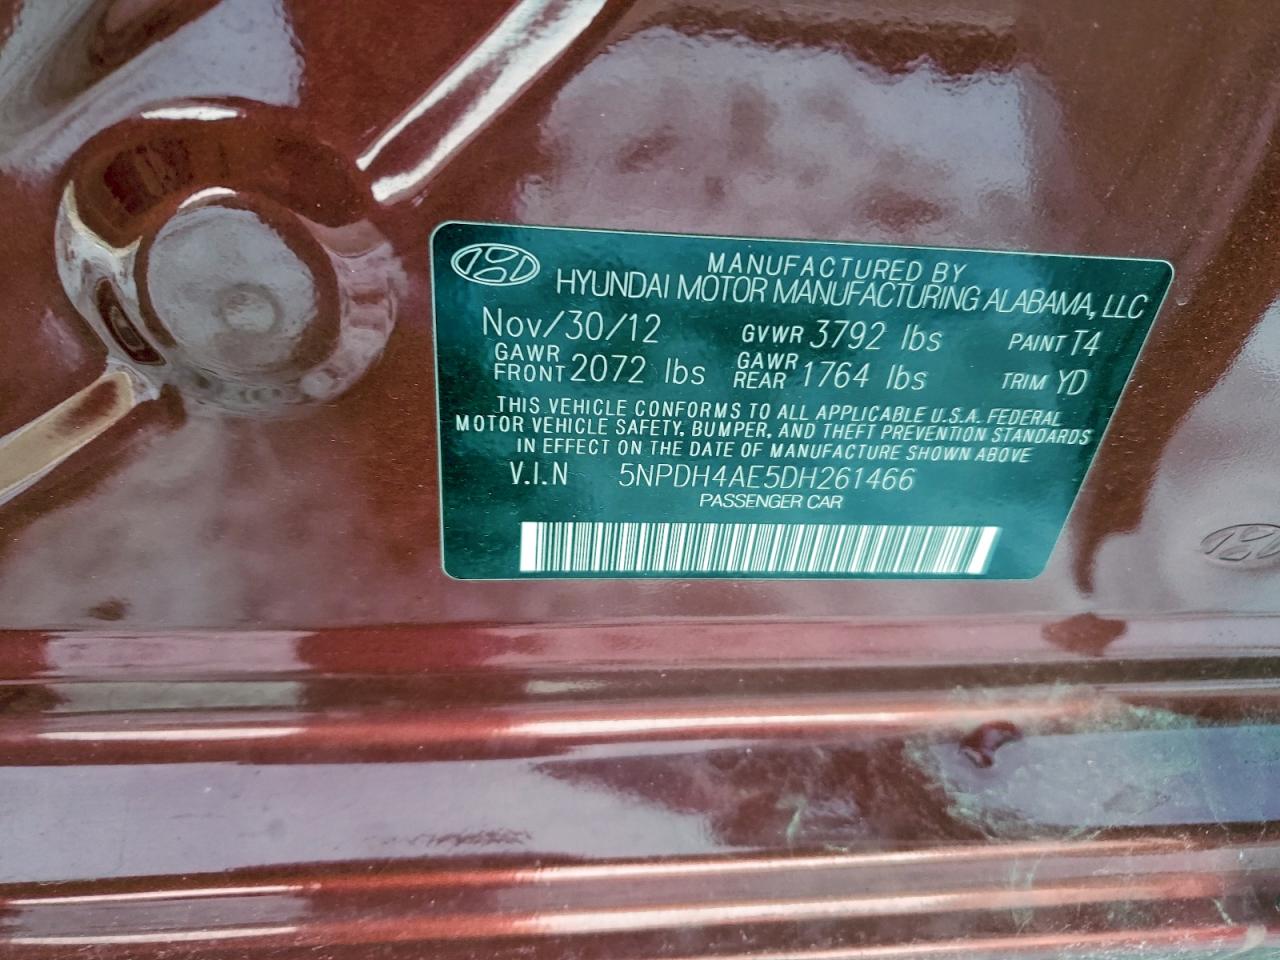 MANUFACTURED BY
HYUNDAI MOTOR MANUFACTURING ALABAMA, LLC
Nov/30/12 GVWR 3792 lbs PAINT T4
GAWR FRONT 2072 lbs GAWR REAR 1764 lbs TRIM YD
THIS VEHICLE CONFORMS TO ALL APPLICABLE U.S.A. FEDERAL
MOTOR VEHICLE SAFETY, BUMPER, AND THEFT PREVENTION STANDARDS
IN EFFECT ON THE DATE OF MANUFACTURE SHOWN ABOVE
V.I.N 5NPDH4AE5DH261466
PASSENGER CAR